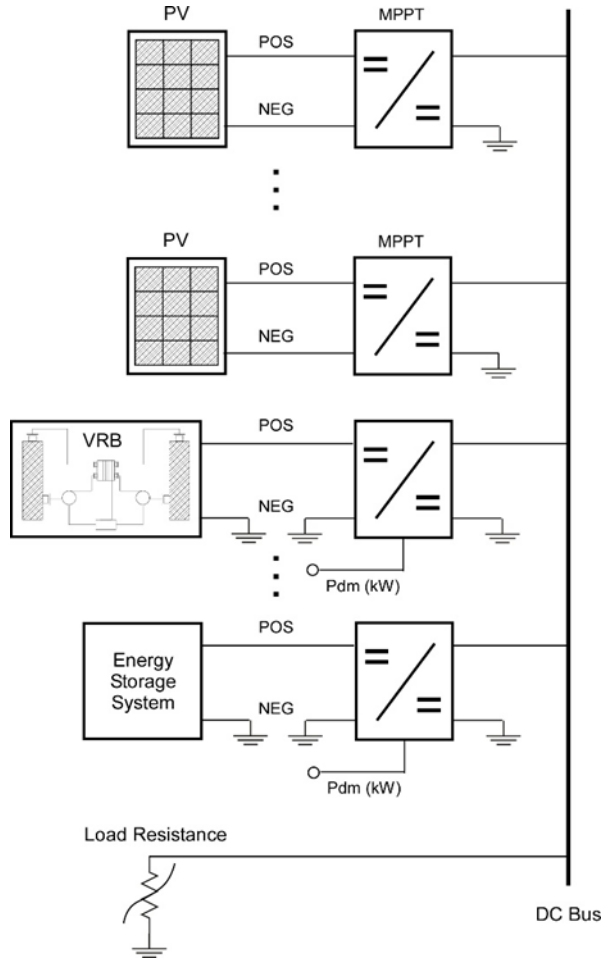 PV
MPPT
POS
NEG
PV
MPPT
POS
NEG
VRB
POS
NEG
Pdm (kW)
POS
Energy
Storage
System
NEG
Pdm (kW)
Load Resistance
DC Bus